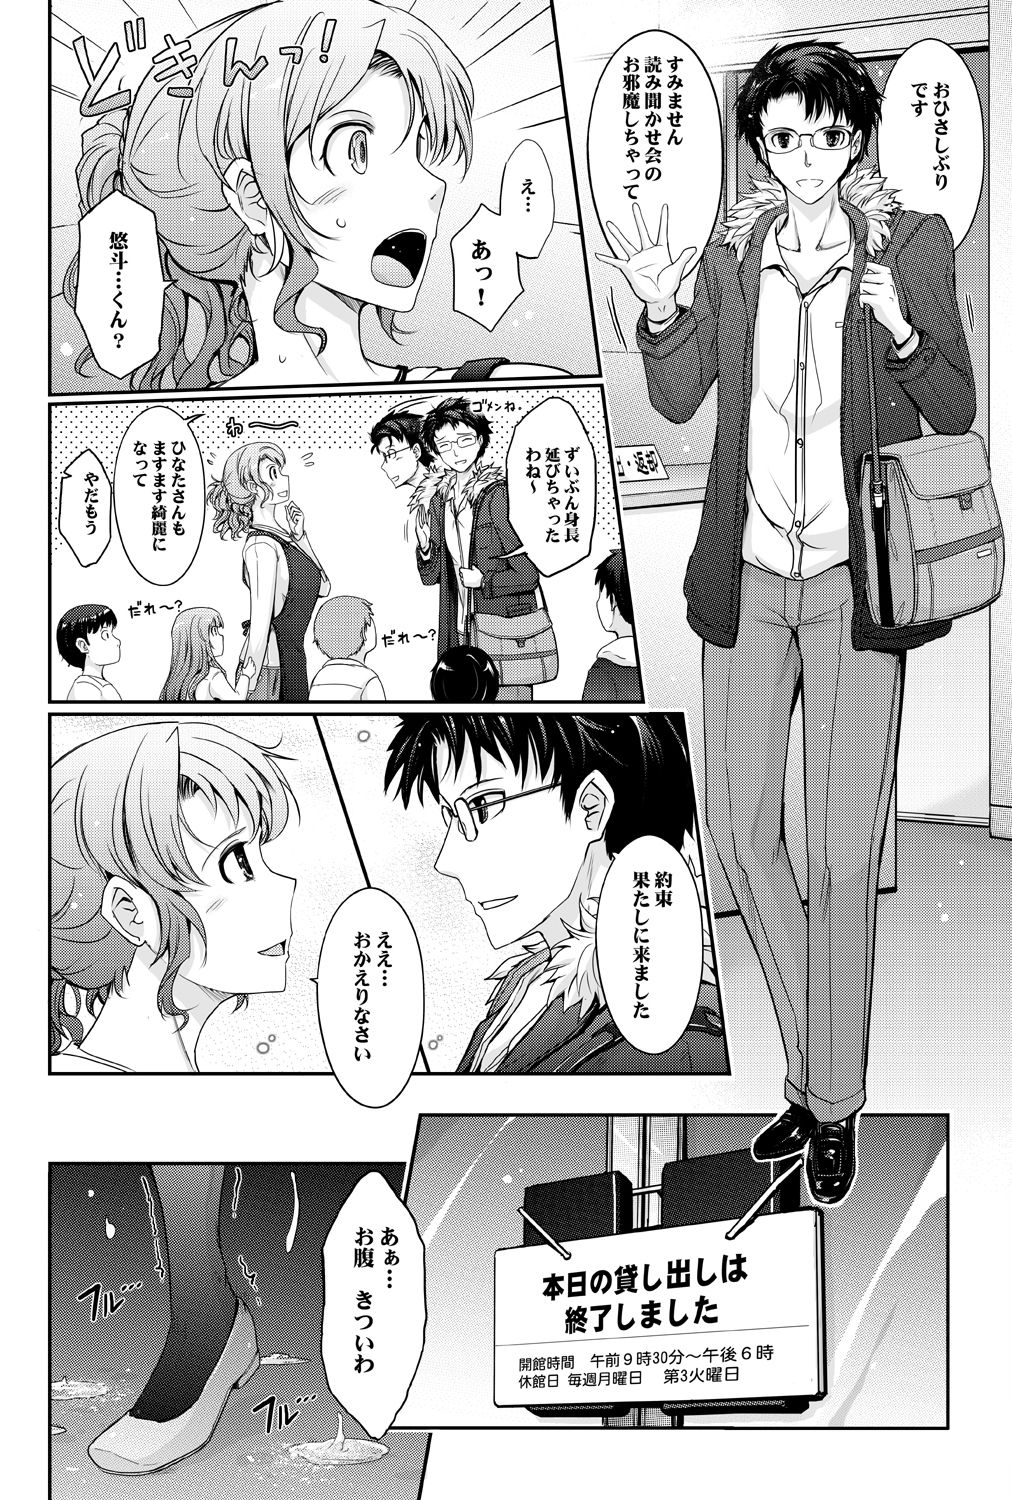 おひさしぶり
です
すみません
読み聞かせ会の
お邪魔しちゃって
出・返却
どきんっ!
え…
あっ!
悠斗…くん?
ゴメンね。
ずいぶん身長
延びちゃった
わね〜
わ〜
ひなたさんも
ますます綺麗に
なって
やだもう
だれ〜?
だれ〜?
約束
果たしに来ました
ええ…
おかえりなさい
本日の貸し出しは
終了しました
開館時間 午前9時30分〜午後6時
休館日 毎週月曜日 第3火曜日
あぁ…
お腹 きついわ
ブル…
ブル…